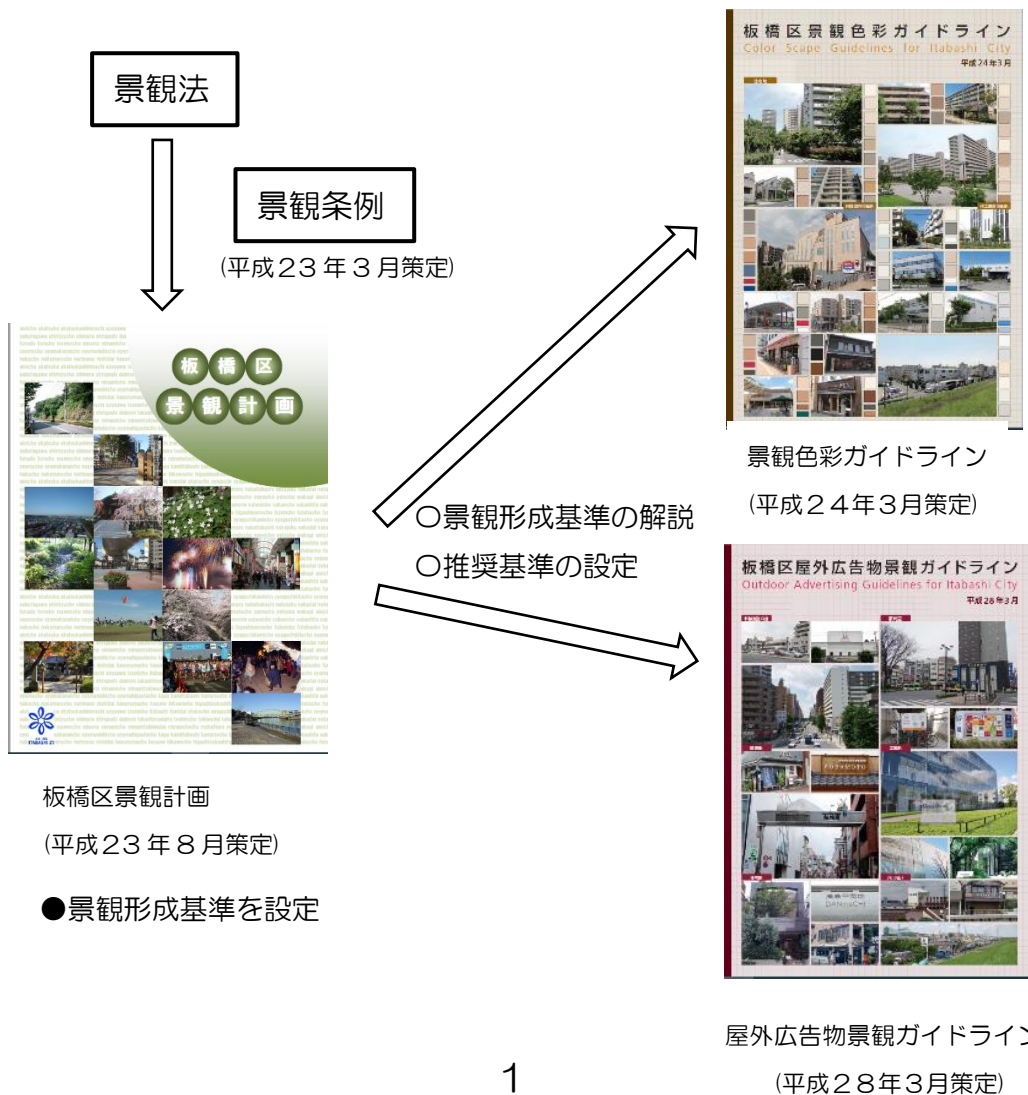 景観法
景観条例
(平成23年3月策定)
板橋区
景観計画
板橋区景観計画
(平成23年8月策定)
●景観形成基準を設定
〇景観形成基準の解説
〇推奨基準の設定
板橋区景観色彩ガイドライン
Color Scape Guidelines for Itabashi City
平成24年3月
景観色彩ガイドライン
(平成24年3月策定)
板橋区屋外広告物景観ガイドライン
Outdoor Advertising Guidelines for Itabashi City
平成28年3月
屋外広告物景観ガイドライン
(平成28年3月策定)
1